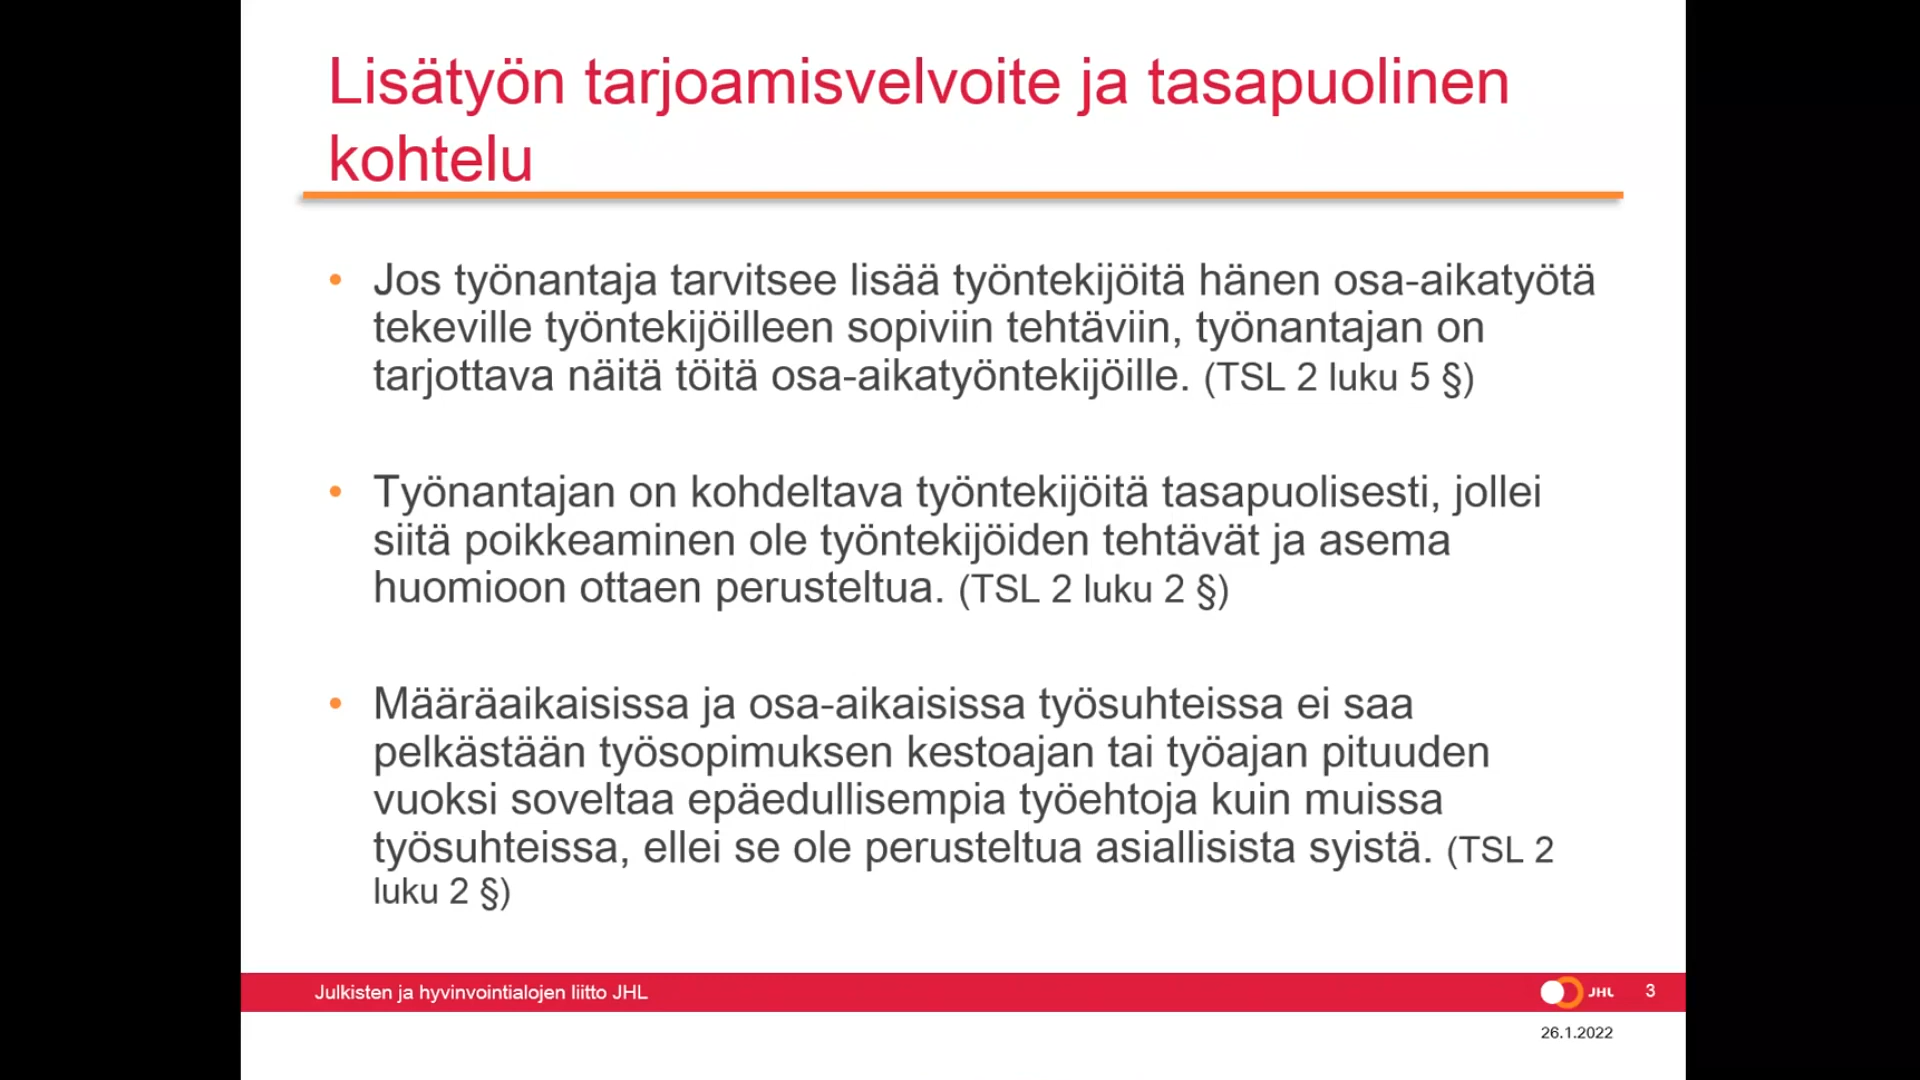 Lisätyön tarjoamisvelvoite ja tasapuolinen
kohtelu
• Jos työnantaja tarvitsee lisää työntekijöitä hänen osa-aikatyötä
tekeville työntekijöilleen sopiviin tehtäviin, työnantajan on
tarjottava näitä töitä osa-aikatyöntekijöille. (TSL 2 luku 5 §)
• Työnantajan on kohdeltava työntekijöitä tasapuolisesti, jollei
siitä poikkeaminen ole työntekijöiden tehtävät ja asema
huomioon ottaen perusteltua. (TSL 2 luku 2 §)
• Määräaikaisissa ja osa-aikaisissa työsuhteissa ei saa
pelkästään työsopimuksen kestoajan tai työajan pituuden
vuoksi soveltaa epäedullisempia työehtoja kuin muissa
työsuhteissa, ellei se ole perusteltua asiallisista syistä. (TSL 2
luku 2 §)
Julkisten ja hyvinvointialojen liitto JHL
JHL
3
26.1.2022